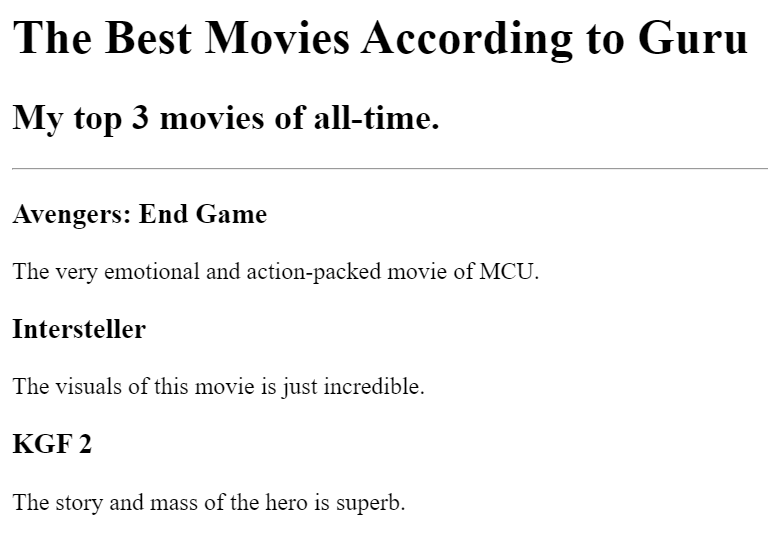 The Best Movies According to Guru
My top 3 movies of all-time.
Avengers: End Game
The very emotional and action-packed movie of MCU.
Intersteller
The visuals of this movie is just incredible.
KGF 2
The story and mass of the hero is superb.